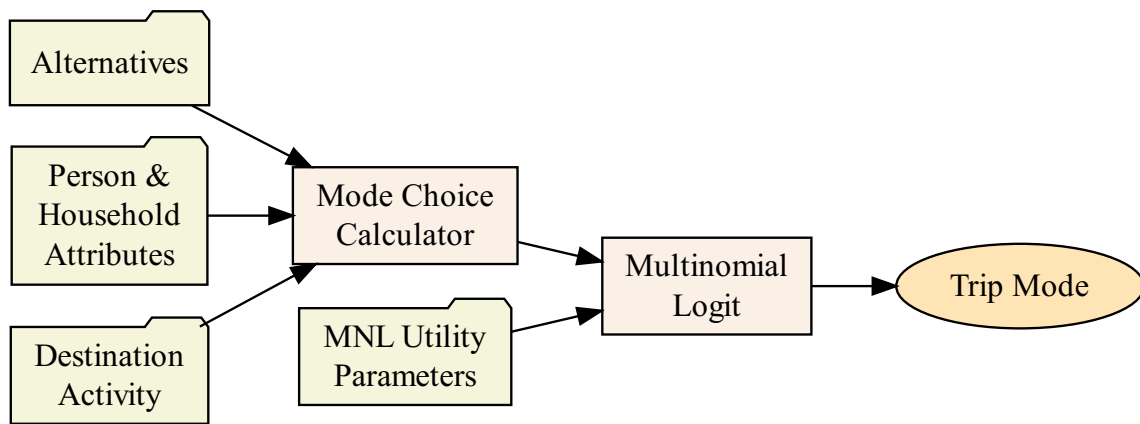 Alternatives
Person &
Household
Attributes
Destination
Activity
Mode Choice
Calculator
MNL Utility
Parameters
Multinomial
Logit
Trip Mode